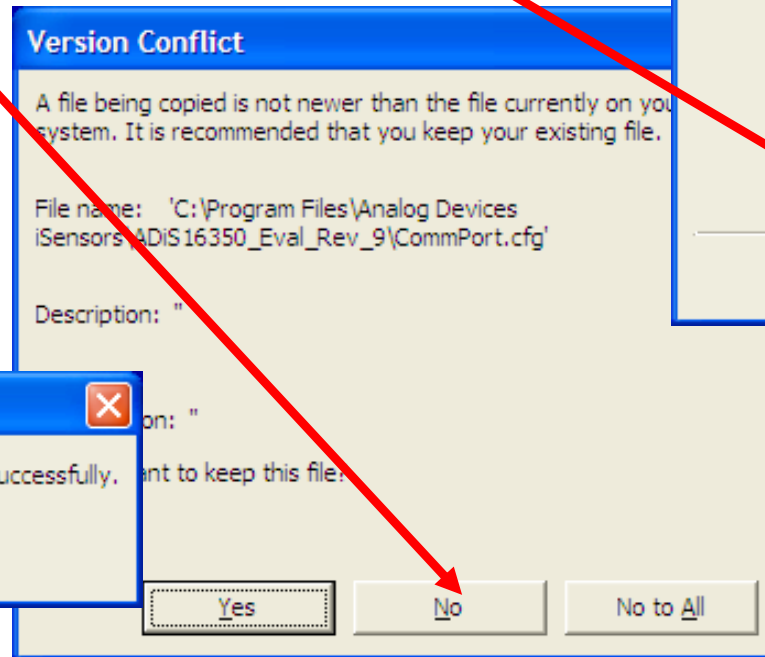 Version Conflict
A file being copied is not newer than the file currently on
system. It is recommended that you keep your existing file.
File name: 'C:\Program Files\Analog Devices
iSensors\ADiS16350_Eval_Rev_9\CommPort.cfg'
Description: ''
on: ''
uccessfully.
ant to keep this file?
Yes
No
No to All